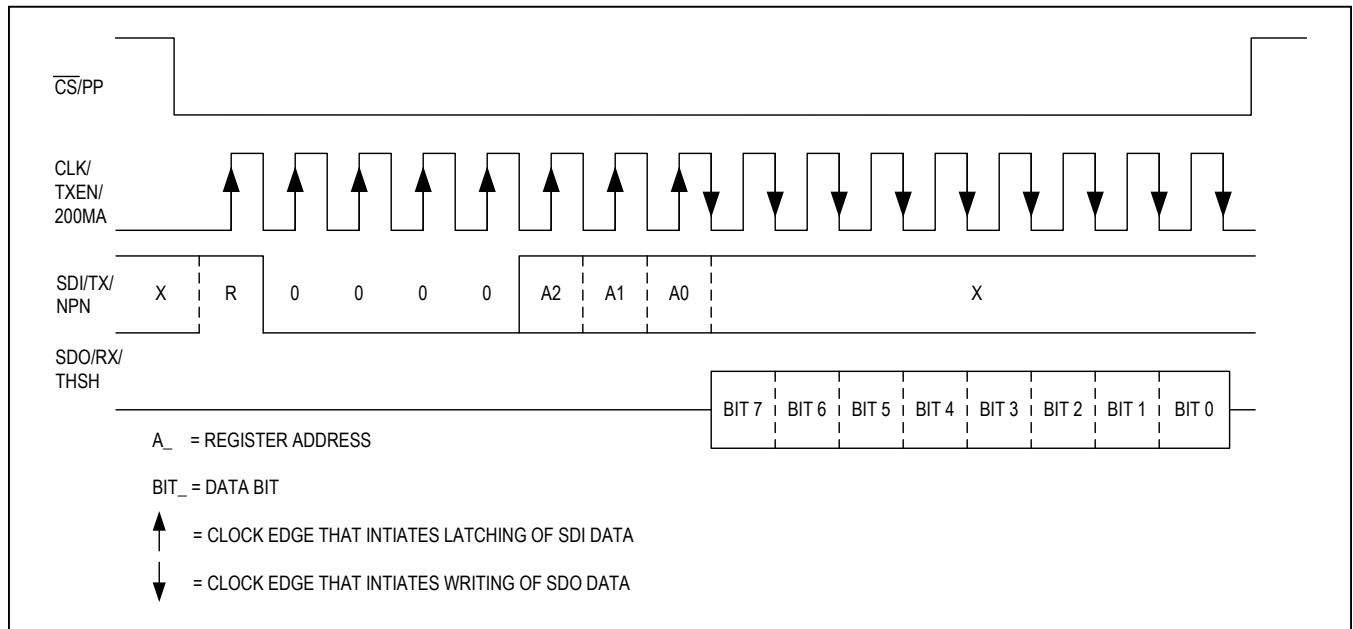 CS/PP
CLK/
TXEN/
200MA
SDI/TX/
NPN
X R 0 0 0 0 A2 A1 A0 X
SDO/RX/
THSH
BIT 7 BIT 6 BIT 5 BIT 4 BIT 3 BIT 2 BIT 1 BIT 0
A_ = REGISTER ADDRESS
BIT_ = DATA BIT
= CLOCK EDGE THAT INTIATES LATCHING OF SDI DATA
= CLOCK EDGE THAT INTIATES WRITING OF SDO DATA